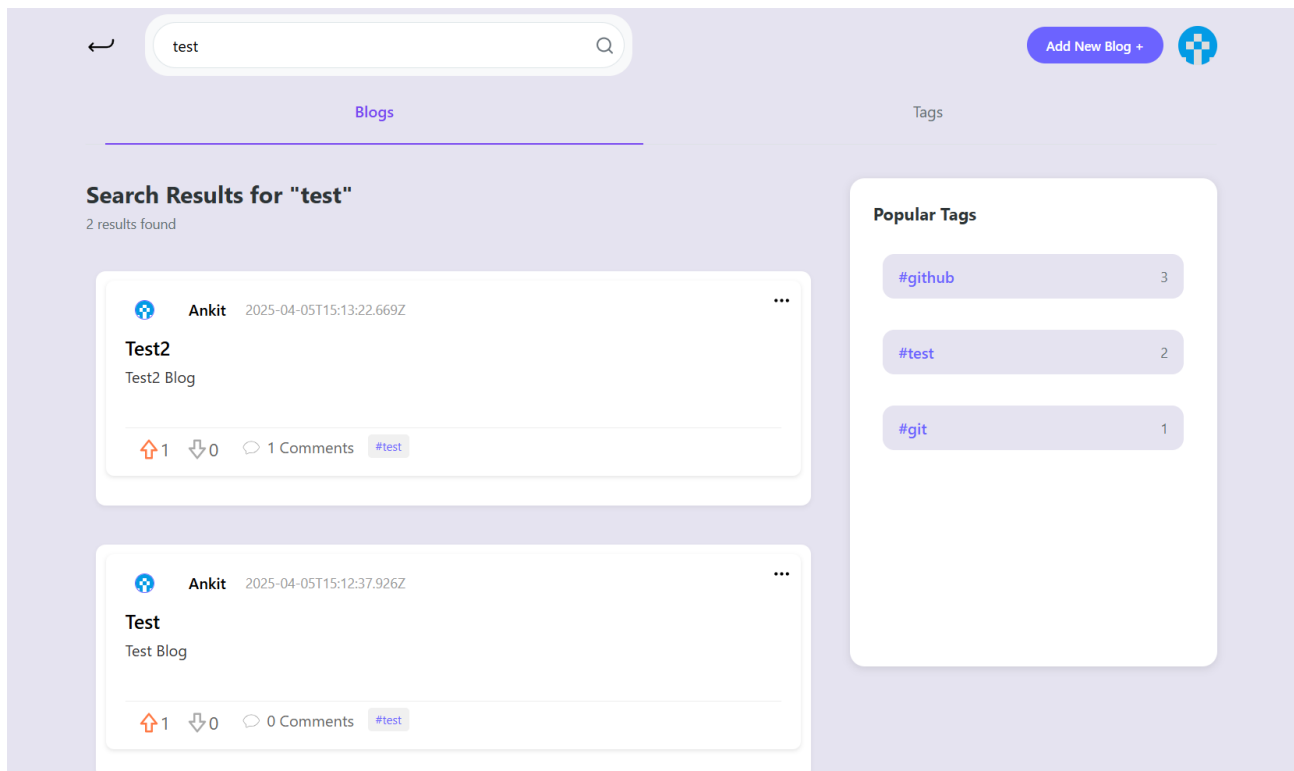 test
Add New Blog +
Blogs
Tags
Search Results for "test"
2 results found
Ankit 2025-04-05T15:13:22.669Z
Test2
Test2 Blog
1 0 1 Comments #test
Ankit 2025-04-05T15:12:37.926Z
Test
Test Blog
1 0 0 Comments #test
Popular Tags
#github 3
#test 2
#git 1